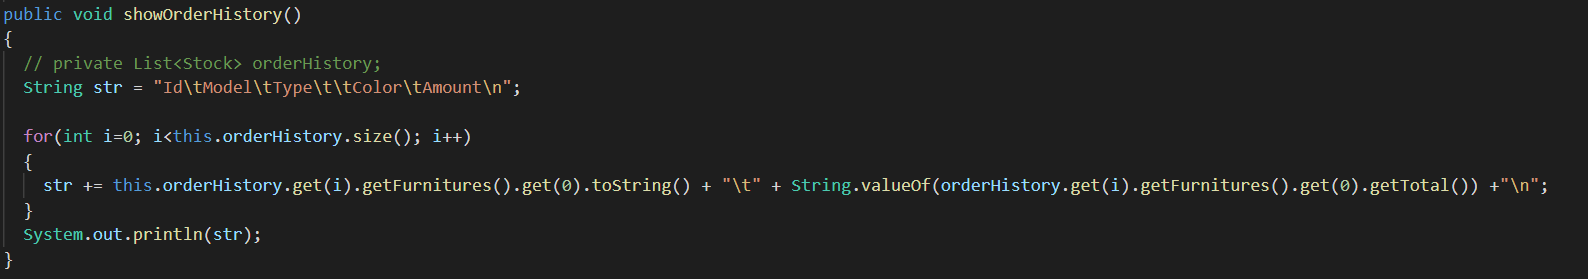 public void showOrderHistory()
{
// private List<Stock> orderHistory;
String str = "Id\tModel\tType\t\tColor\tAmount\n";
for(int i=0; i<this.orderHistory.size(); i++)
{
str += this.orderHistory.get(i).getFurnitures().get(0).toString() + "\t" + String.valueOf(orderHistory.get(i).getFurnitures().get(0).getTotal()) +"\n";
}
System.out.println(str);
}